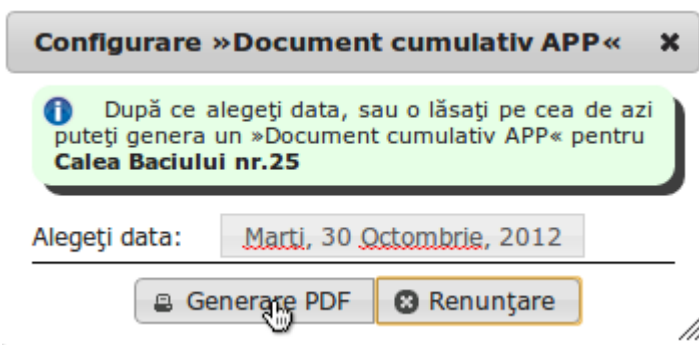 Configurare »Document cumulativ APP«
După ce alegeţi data, sau o lăsaţi pe cea de azi
puteţi genera un »Document cumulativ APP« pentru
Calea Baciului nr.25
Alegeţi data: Marti, 30 Octombrie, 2012
Generare PDF Renunţare